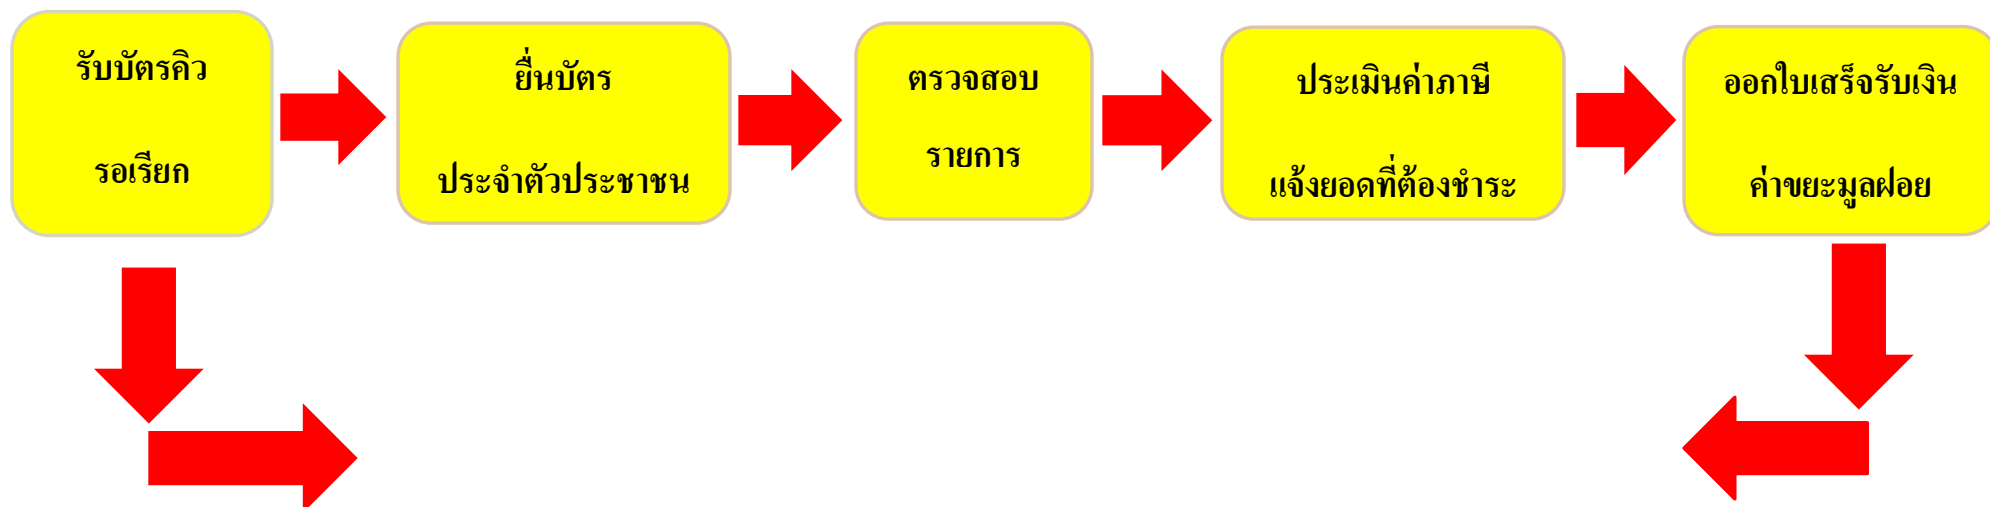 รับบัตรคิว
รอเรียก
ยื่นบัตร
ประจำตัวประชาชน
ตรวจสอบ
รายการ
ประเมินค่าภาษี
แจ้งยอดที่ต้องชำระ
ออกใบเสร็จรับเงิน
ค่าขยะมูลฝอย